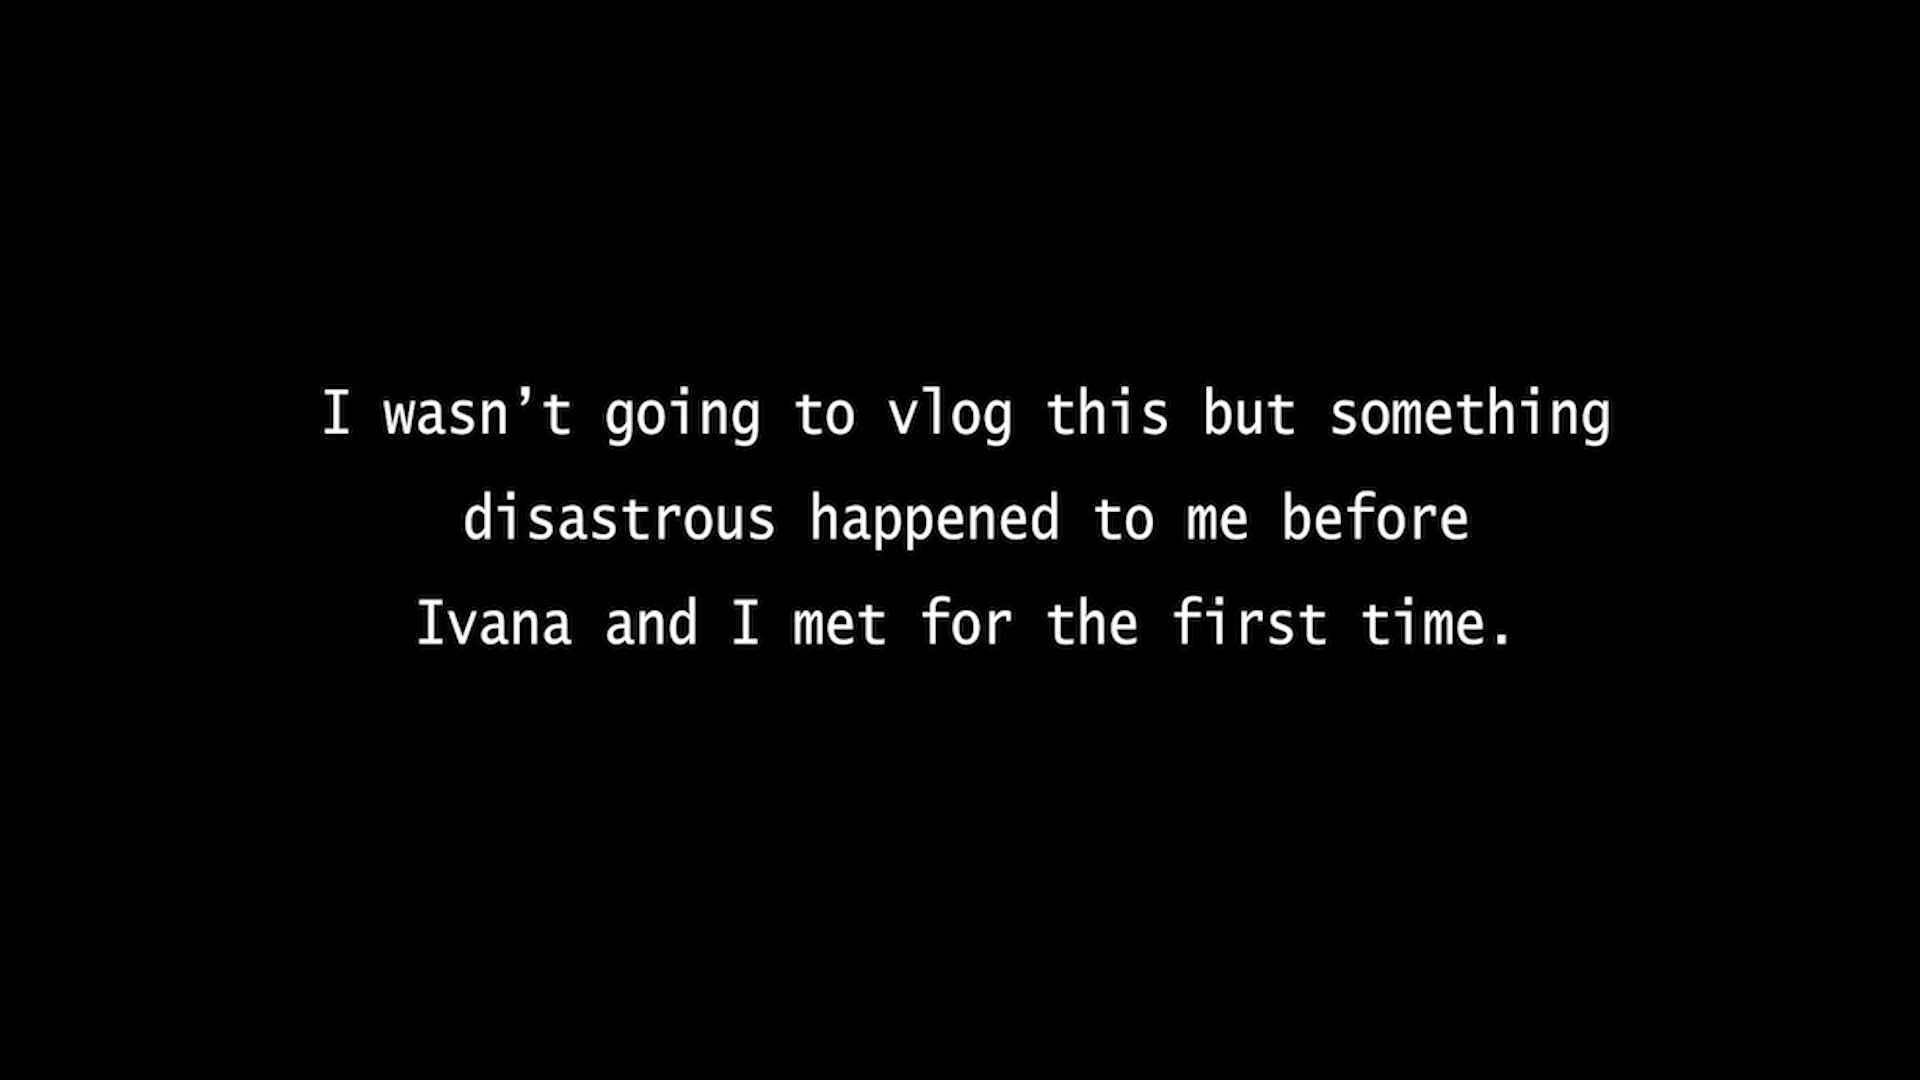 I wasn’t going to vlog this but something
disastrous happened to me before
Ivana and I met for the first time.